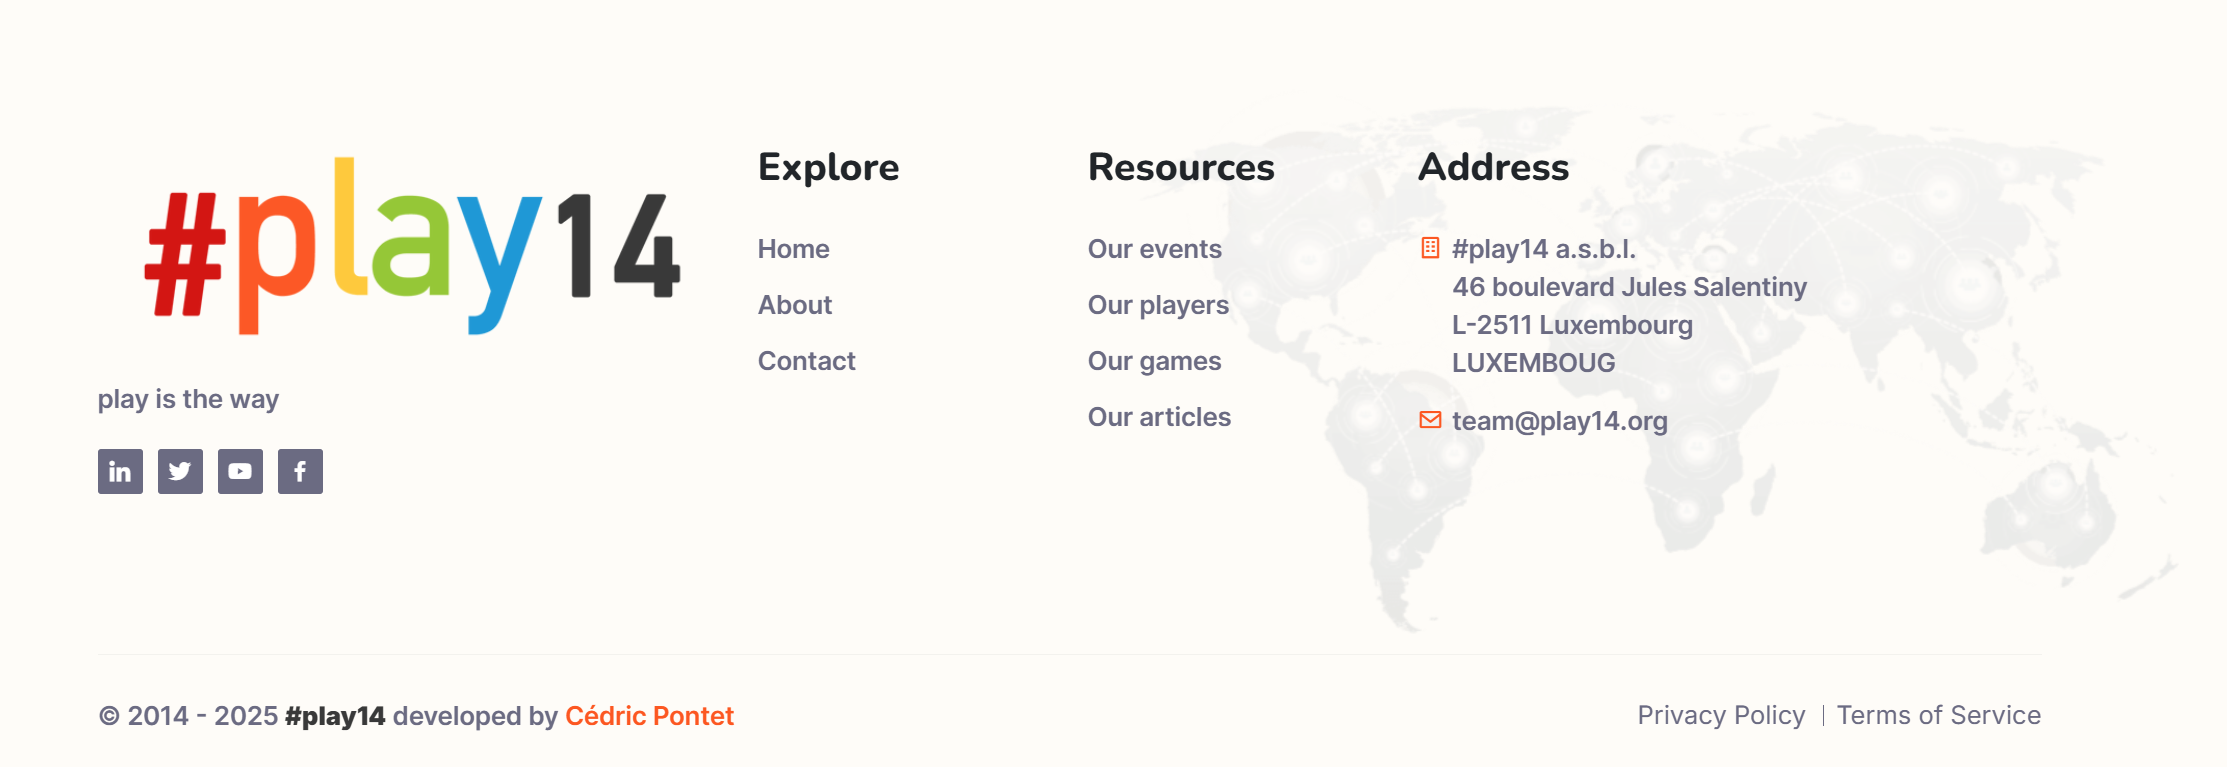 #play14
play is the way
Explore
Home
About
Contact
Resources
Our events
Our players
Our games
Our articles
Address
#play14 a.s.b.l.
46 boulevard Jules Salentiny
L-2511 Luxembourg
LUXEMBOUG
team@play14.org
© 2014 - 2025 #play14 developed by Cédric Pontet
Privacy Policy | Terms of Service